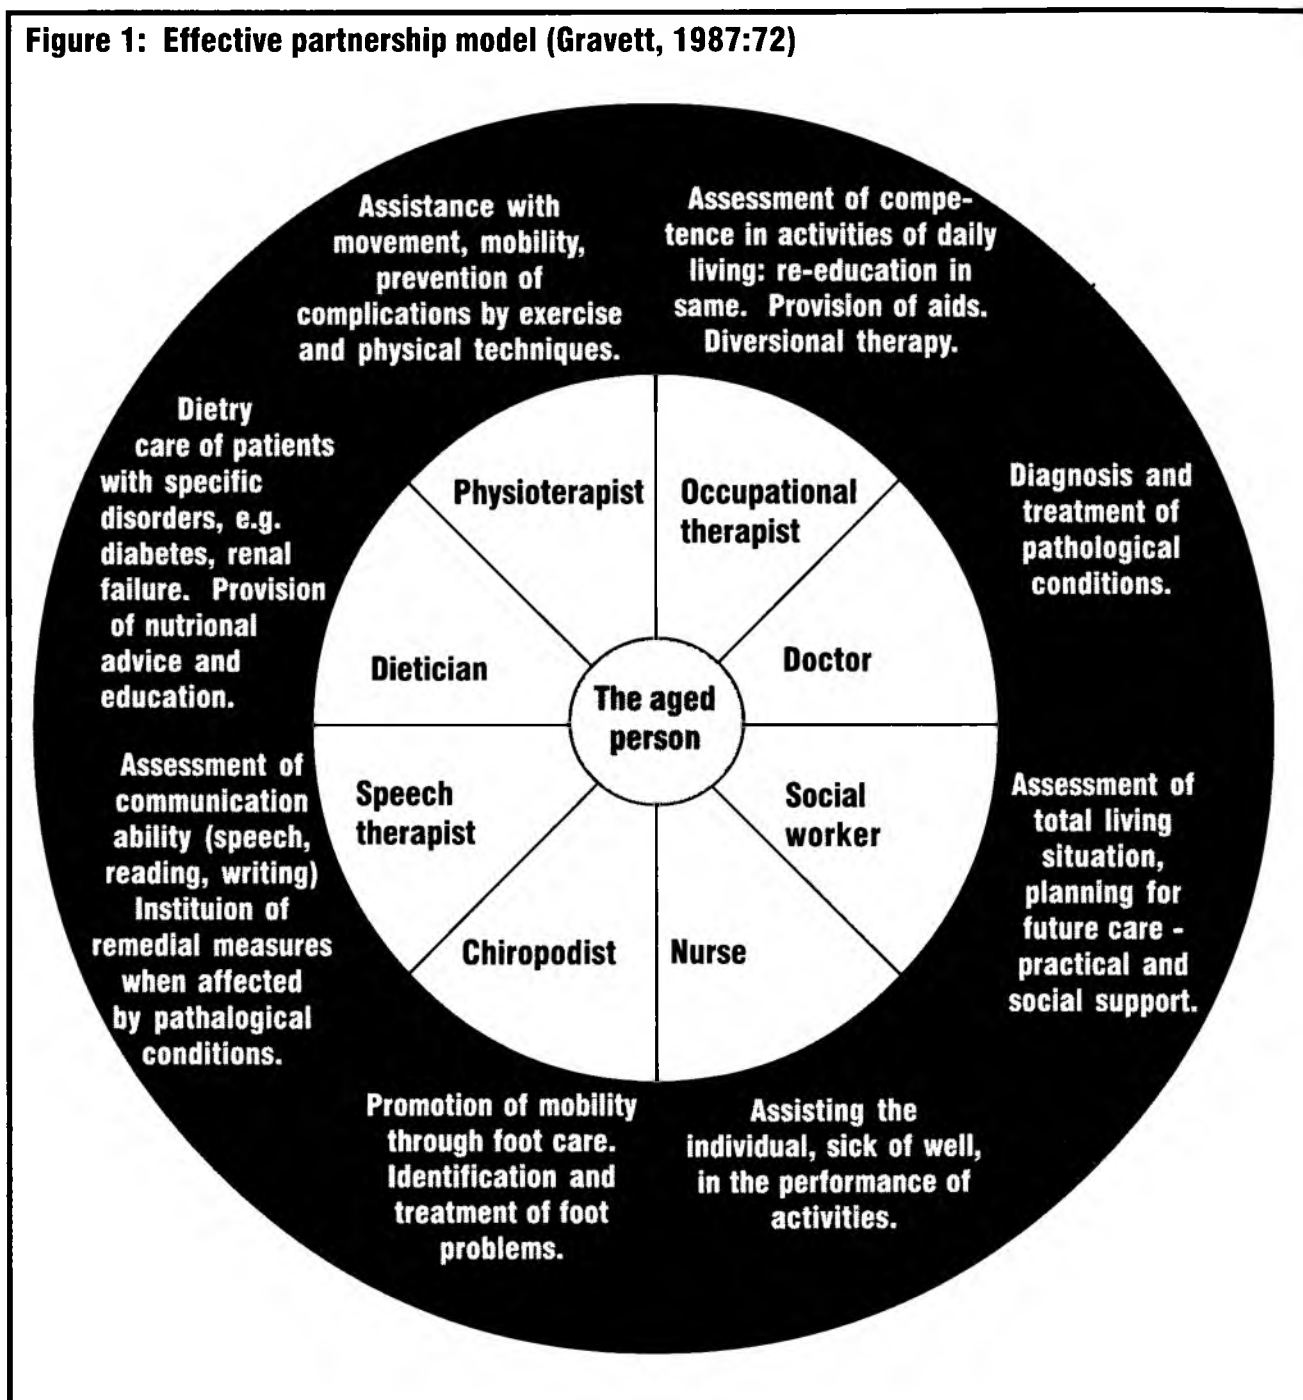 Figure 1: Effective partnership model (Gravett, 1987:72)
Assistance with
movement, mobility,
prevention of
complications by exercise
and physical techniques.
Assessment of compe-
tence in activities of daily
living: re-education in
same. Provision of aids.
Diversional therapy.
Dietry
care of patients
with specific
disorders, e.g.
diabetes, renal
failure. Provision
of nutrional
advice and
education.
Physioterapist
Occupational
therapist
Diagnosis and
treatment of
pathological
conditions.
Dietician
Doctor
The aged
person
Assessment of
communication
ability (speech,
reading, writing)
Instituion of
remedial measures
when affected
by pathalogical
conditions.
Speech
therapist
Social
worker
Assessment of
total living
situation,
planning for
future care -
practical and
social support.
Chiropodist
Nurse
Promotion of mobility
through foot care.
Identification and
treatment of foot
problems.
Assisting the
individual, sick of well,
in the performance of
activities.